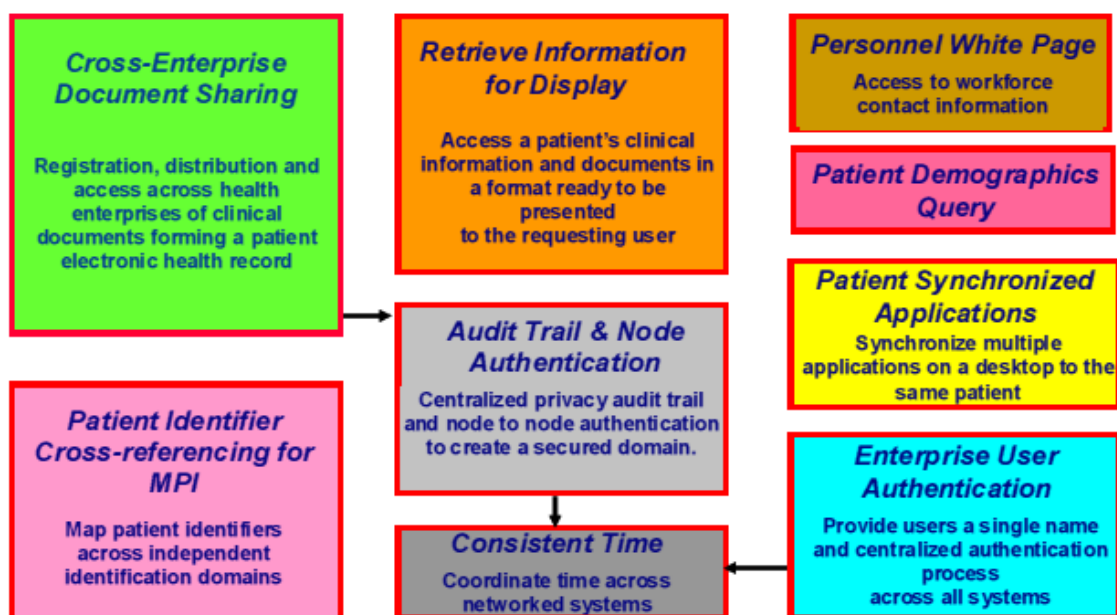 Cross-Enterprise
Document Sharing
Registration, distribution and
access across health
enterprises of clinical
documents forming a patient
electronic health record
Patient Identifier
Cross-referencing for
MPI
Map patient identifiers
across independent
identification domains
Retrieve Information
for Display
Access a patient's clinical
information and documents in
a format ready to be
presented
to the requesting user
Audit Trail & Node
Authentication
Centralized privacy audit trail
and node to node authentication
to create a secured domain.
Consistent Time
Coordinate time across
networked systems
Personnel White Page
Access to workforce
contact information
Patient Demographics
Query
Patient Synchronized
Applications
Synchronize multiple
applications on a desktop to the
same patient
Enterprise User
Authentication
Provide users a single name
and centralized authentication
process
across all systems